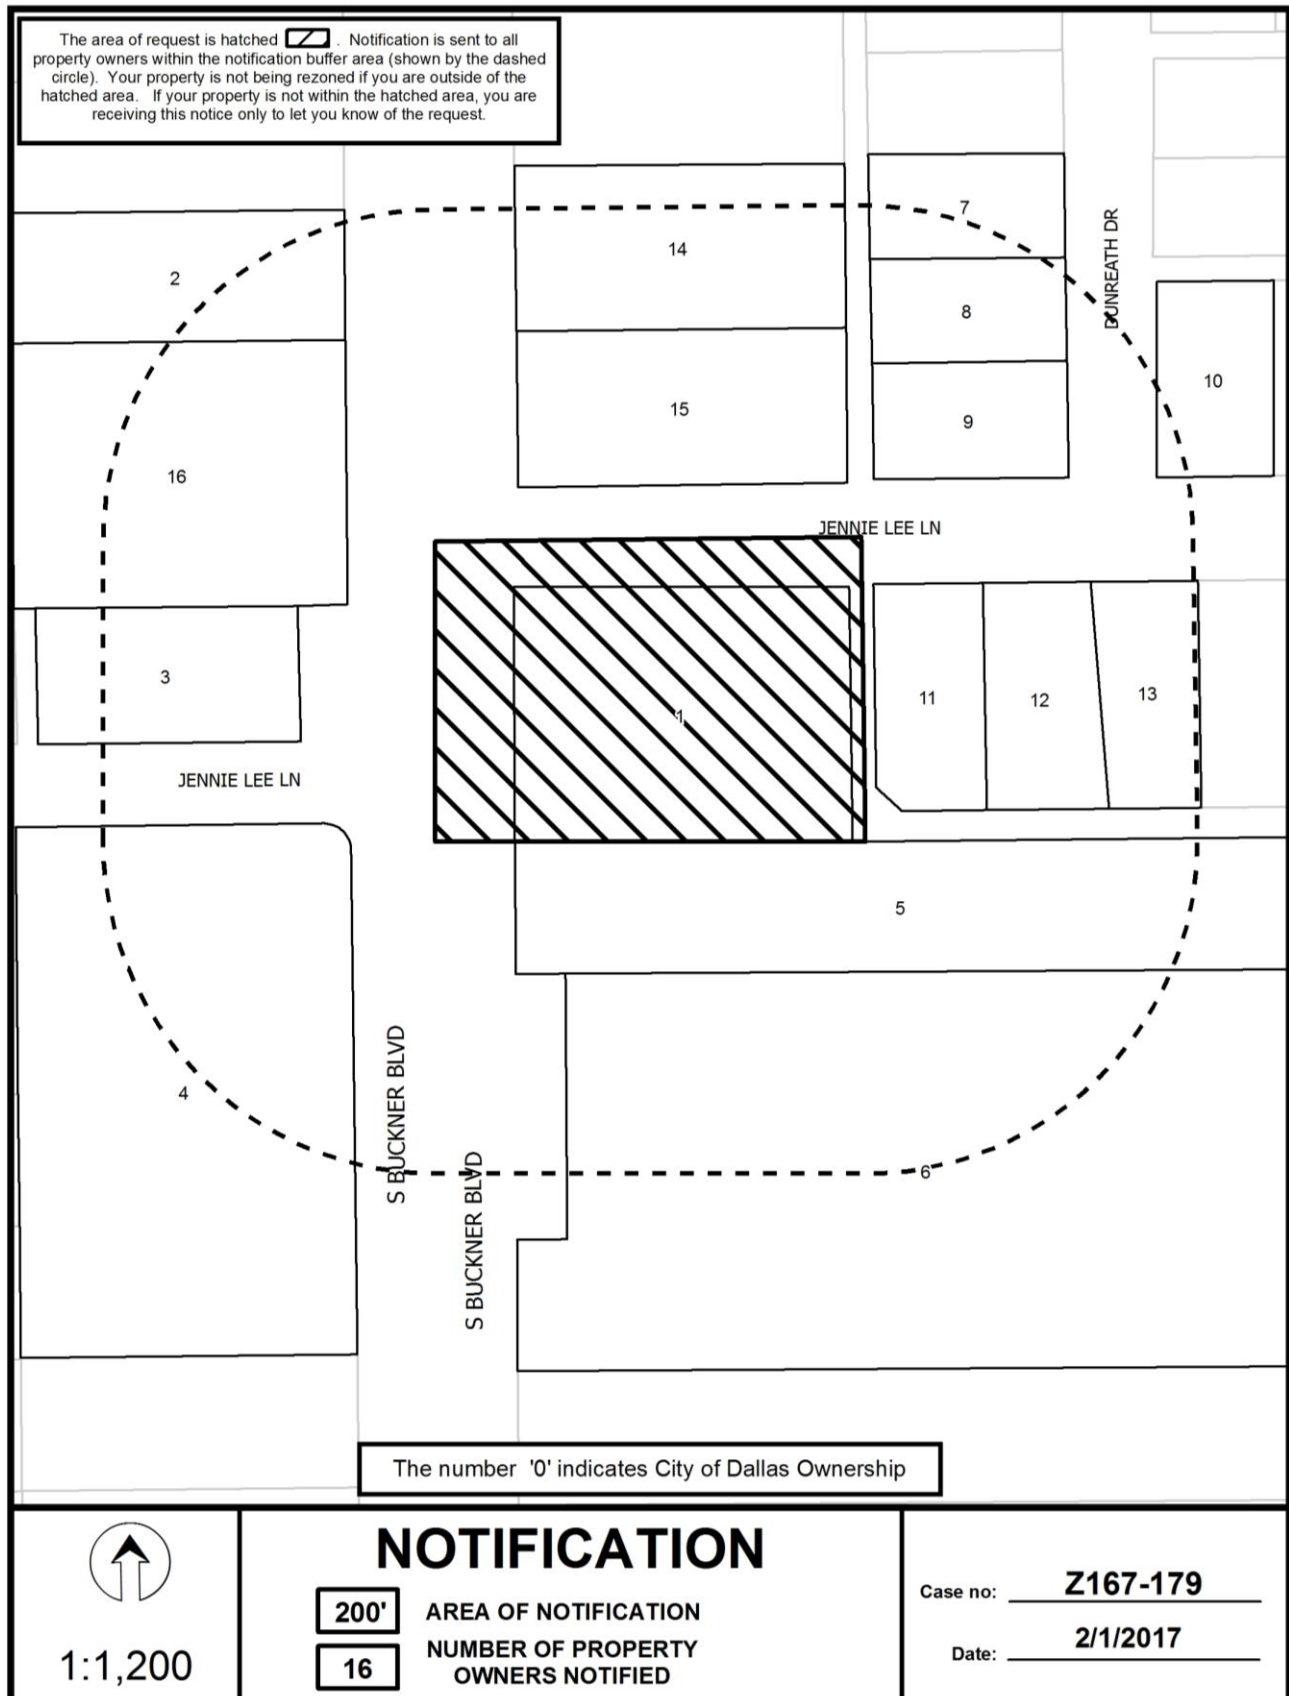 The area of request is hatched . Notification is sent to all
property owners within the notification buffer area (shown by the dashed
circle). Your property is not being rezoned if you are outside of the
hatched area. If your property is not within the hatched area, you are
receiving this notice only to let you know of the request.
7
14
2
DUNREATH DR
8
10
15
9
16
JENNIE LEE LN
3
11
12
13
1
JENNIE LEE LN
5
4
S BUCKNER BLVD
6
S BUCKNER BLVD
The number '0' indicates City of Dallas Ownership
1:1,200
NOTIFICATION
200' AREA OF NOTIFICATION
16 NUMBER OF PROPERTY
OWNERS NOTIFIED
Case no: Z167-179
Date: 2/1/2017